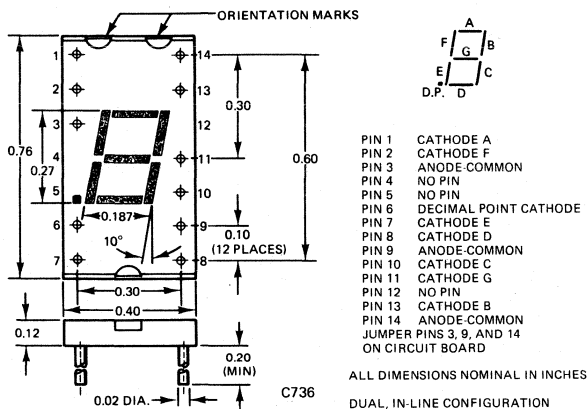 ORIENTATION MARKS
1
2
3
4
5
6
7
14
13
12
11
10
9
8
0.76
0.27
0.187
10°
0.30
0.60
0.10
(12 PLACES)
0.30
0.40
0.12
0.20
(MIN)
0.02 DIA.
C736
A
F
B
G
E
C
D.P.
D
PIN 1 CATHODE A
PIN 2 CATHODE F
PIN 3 ANODE-COMMON
PIN 4 NO PIN
PIN 5 NO PIN
PIN 6 DECIMAL POINT CATHODE
PIN 7 CATHODE E
PIN 8 CATHODE D
PIN 9 ANODE-COMMON
PIN 10 CATHODE C
PIN 11 CATHODE G
PIN 12 NO PIN
PIN 13 CATHODE B
PIN 14 ANODE-COMMON
JUMPER PINS 3, 9, AND 14
ON CIRCUIT BOARD
ALL DIMENSIONS NOMINAL IN INCHES
DUAL, IN-LINE CONFIGURATION